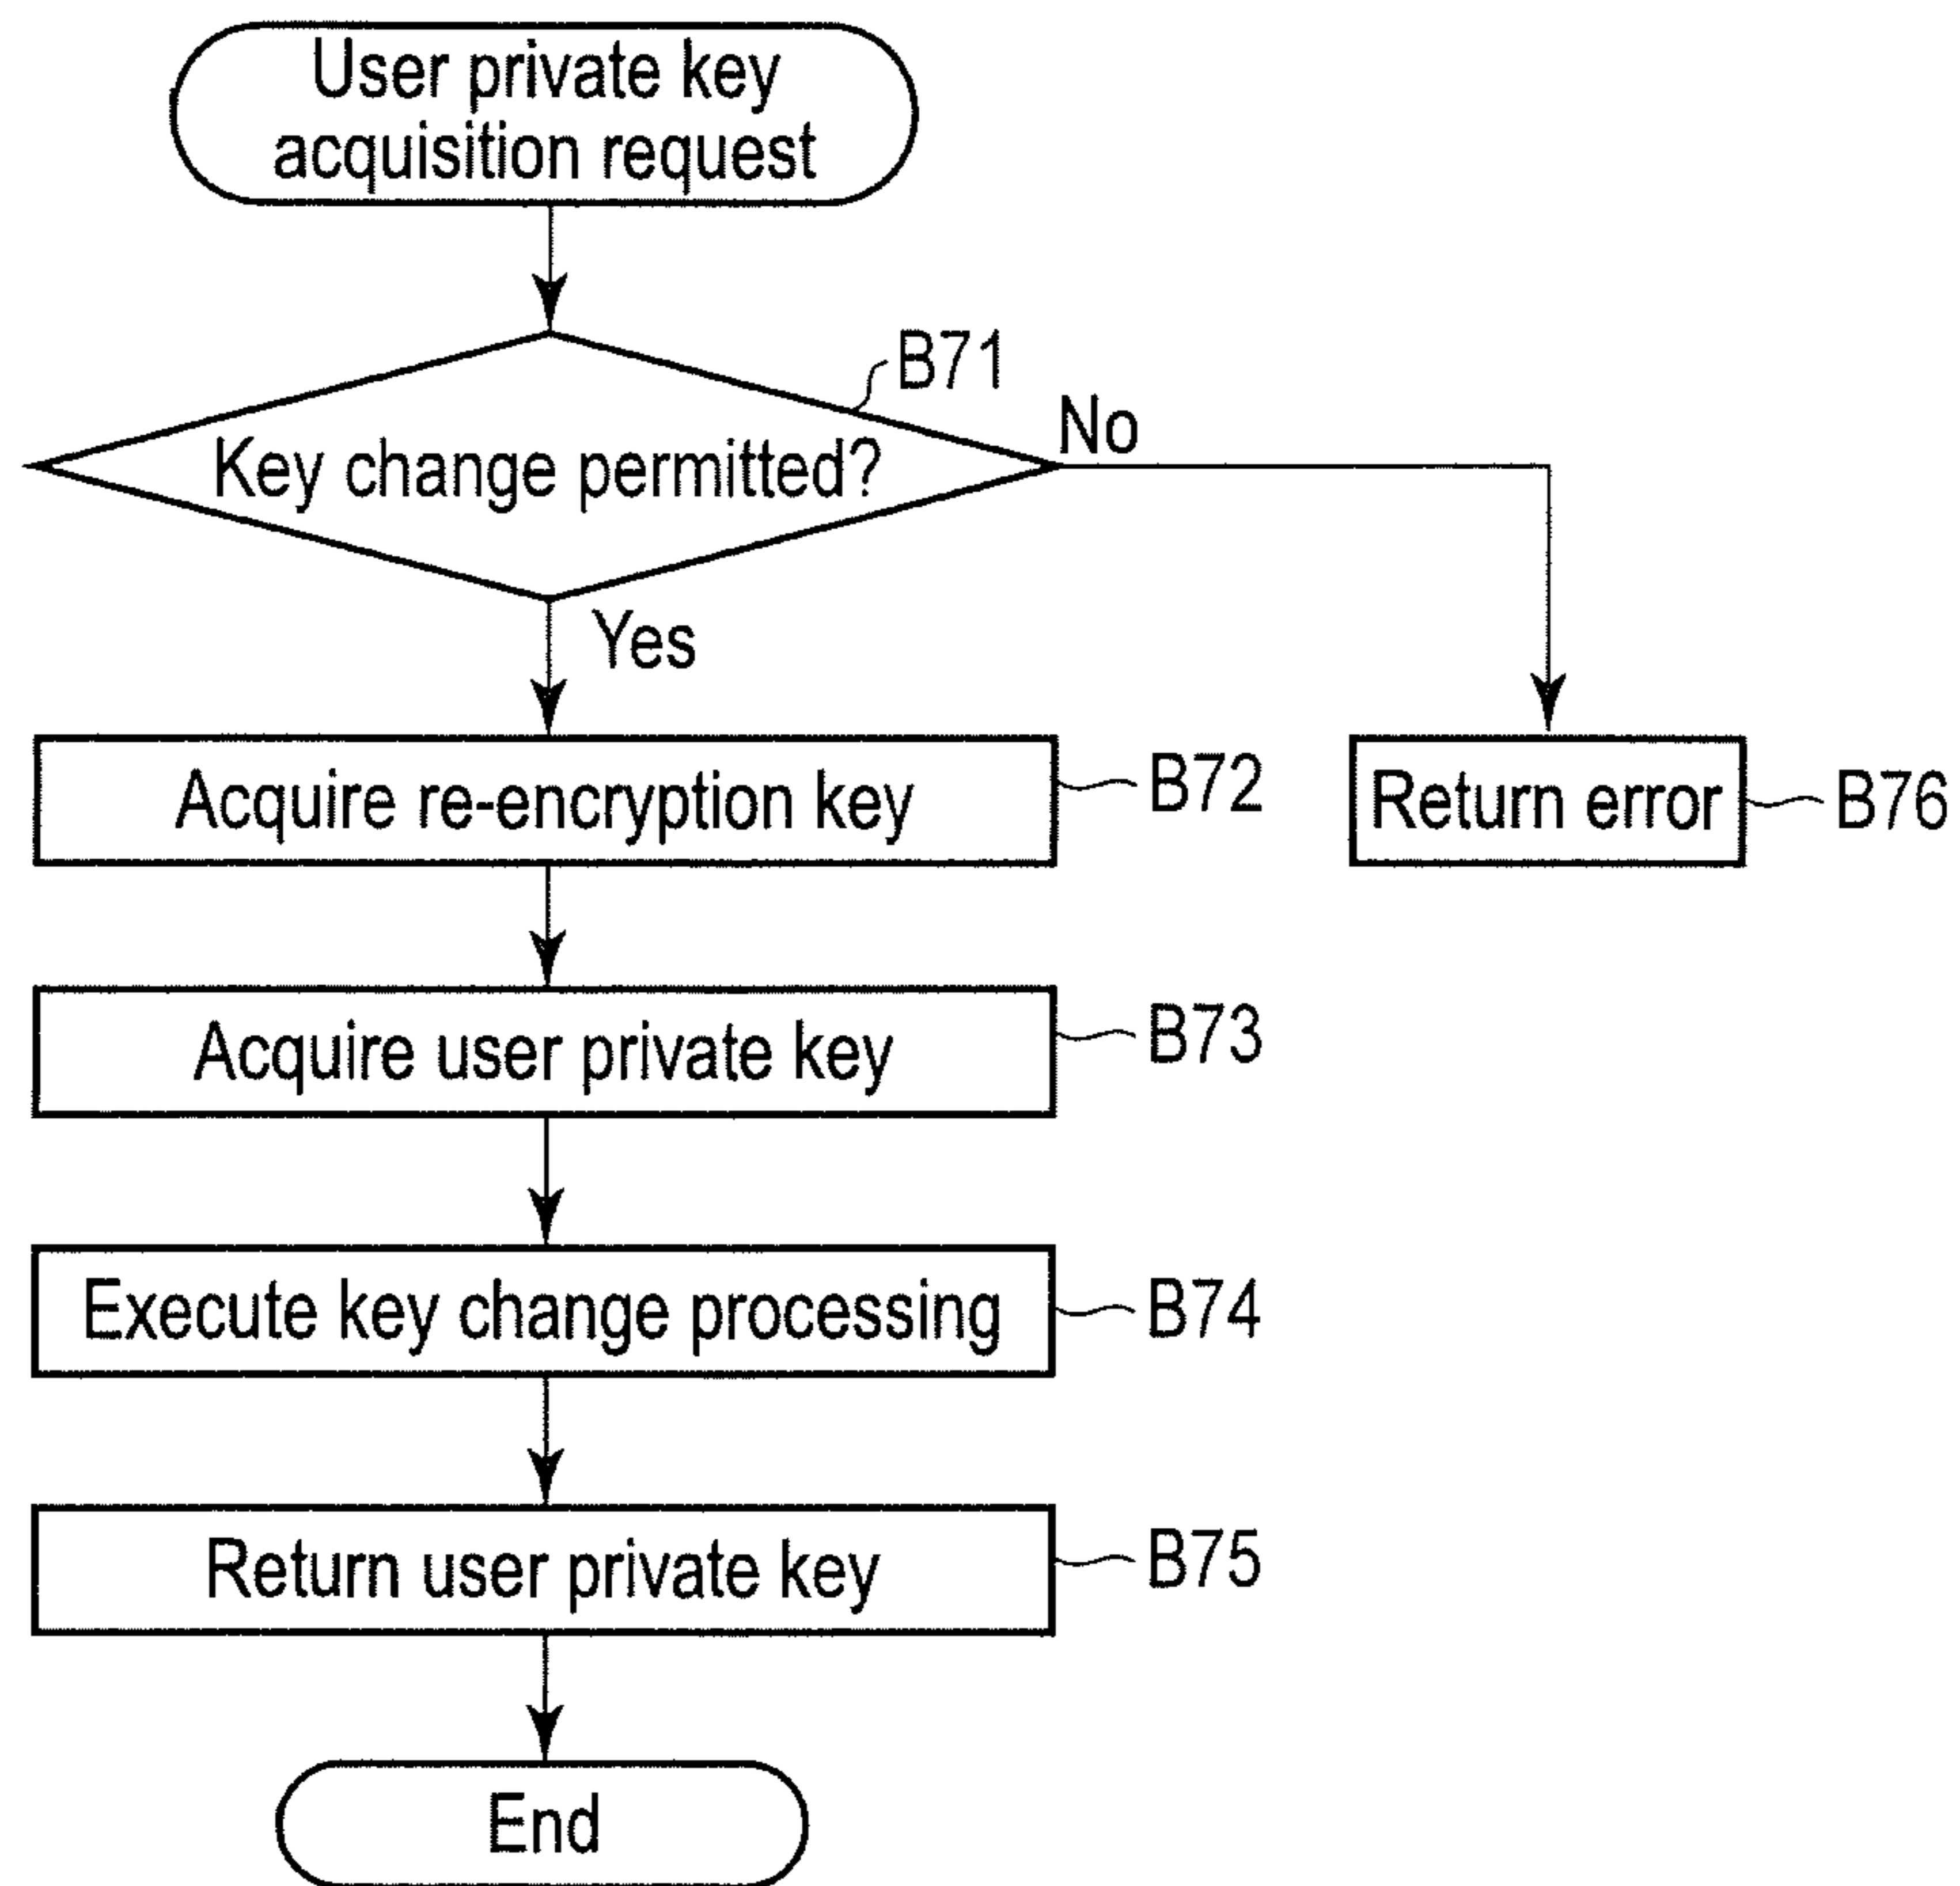 User private key
acquisition request
B71
No
Key change permitted?
Yes
Acquire re-encryption key
B72
Return error
B76
Acquire user private key
B73
Execute key change processing
B74
Return user private key
B75
End